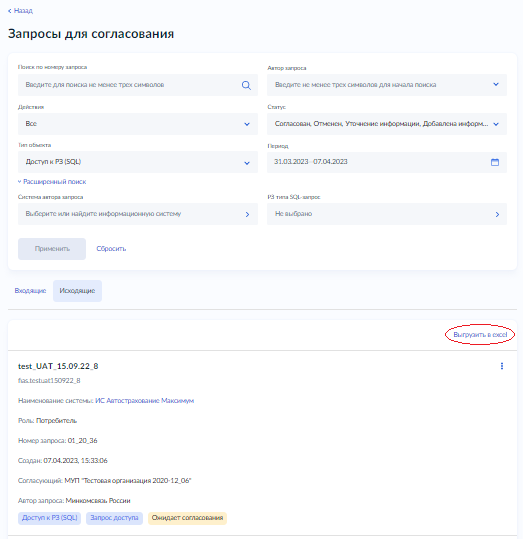 Назад
Запросы для согласования
Поиск по номеру запроса
Автор запроса
Введите для поиска не менее трех символов
Введите не менее трех символов для начала поиска
Действия
Статус
Все
Согласован, Отменен, Уточнение информации, Добавлена информ...
Тип объекта
Период
Доступ к РЗ (SQL)
31.03.2023 - 07.04.2023
Расширенный поиск
Система автора запроса
РЗ типа SQL-запрос
Выберите или найдите информационную систему
Не выбрано
Применить
Сбросить
Входящие
Исходящие
Выгрузить в excel
test_UAT_15.09.22_8
fias.testuat150922_8
Наименование системы: ИС Автострахование Максимум
Роль: Потребитель
Номер запроса: 01_20_36
Создан: 07.04.2023, 15:33:06
Согласующий: МУП "Тестовая организация 2020-12_06"
Автор запроса: Минкомсвязь России
Доступ к РЗ (SQL)
Запрос доступа
Ожидает согласования